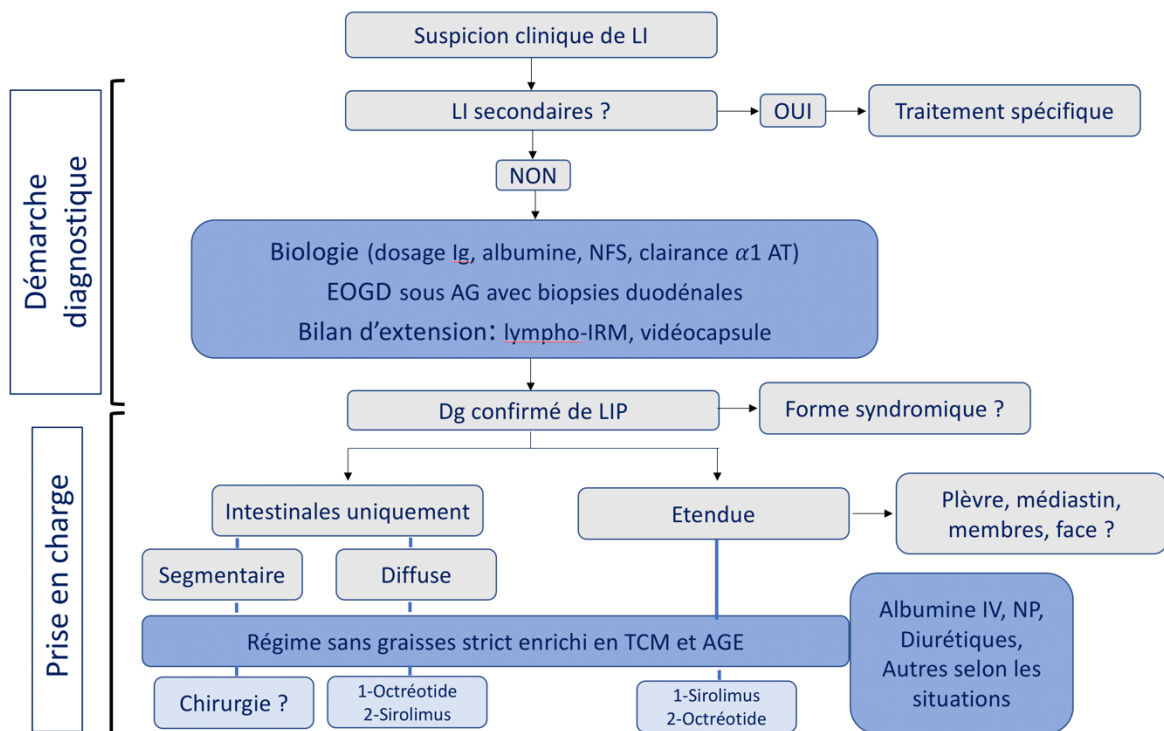 Suspicion clinique de LI
Démarche
diagnostique
LI secondaires ?
OUI
Traitement spécifique
NON
Biologie (dosage Ig, albumine, NFS, clairance 𝛼1 AT)
EOGD sous AG avec biopsies duodénales
Bilan d’extension: lympho-IRM, vidéocapsule
Prise en charge
Dg confirmé de LIP
Forme syndromique ?
Intestinales uniquement
Etendue
Plèvre, médiastin,
membres, face ?
Segmentaire
Diffuse
Régime sans graisses strict enrichi en TCM et AGE
Albumine IV, NP,
Diurétiques,
Autres selon les
situations
Chirurgie ?
1-Octréotide
2-Sirolimus
1-Sirolimus
2-Octréotide